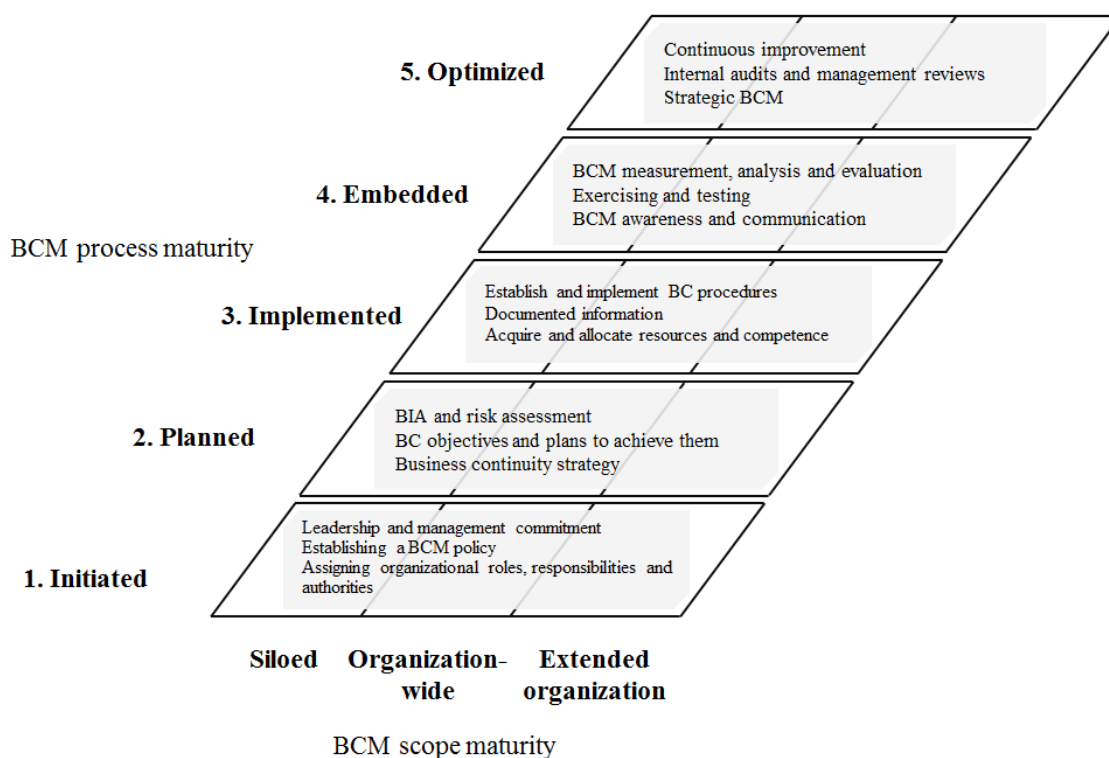 5. Optimized
Continuous improvement
Internal audits and management reviews
Strategic BCM
4. Embedded
BCM measurement, analysis and evaluation
Exercising and testing
BCM awareness and communication
BCM process maturity
3. Implemented
Establish and implement BC procedures
Documented information
Acquire and allocate resources and competence
2. Planned
BIA and risk assessment
BC objectives and plans to achieve them
Business continuity strategy
1. Initiated
Leadership and management commitment
Establishing a BCM policy
Assigning organizational roles, responsibilities and
authorities
Siloed
Organization-
wide
Extended
organization
BCM scope maturity